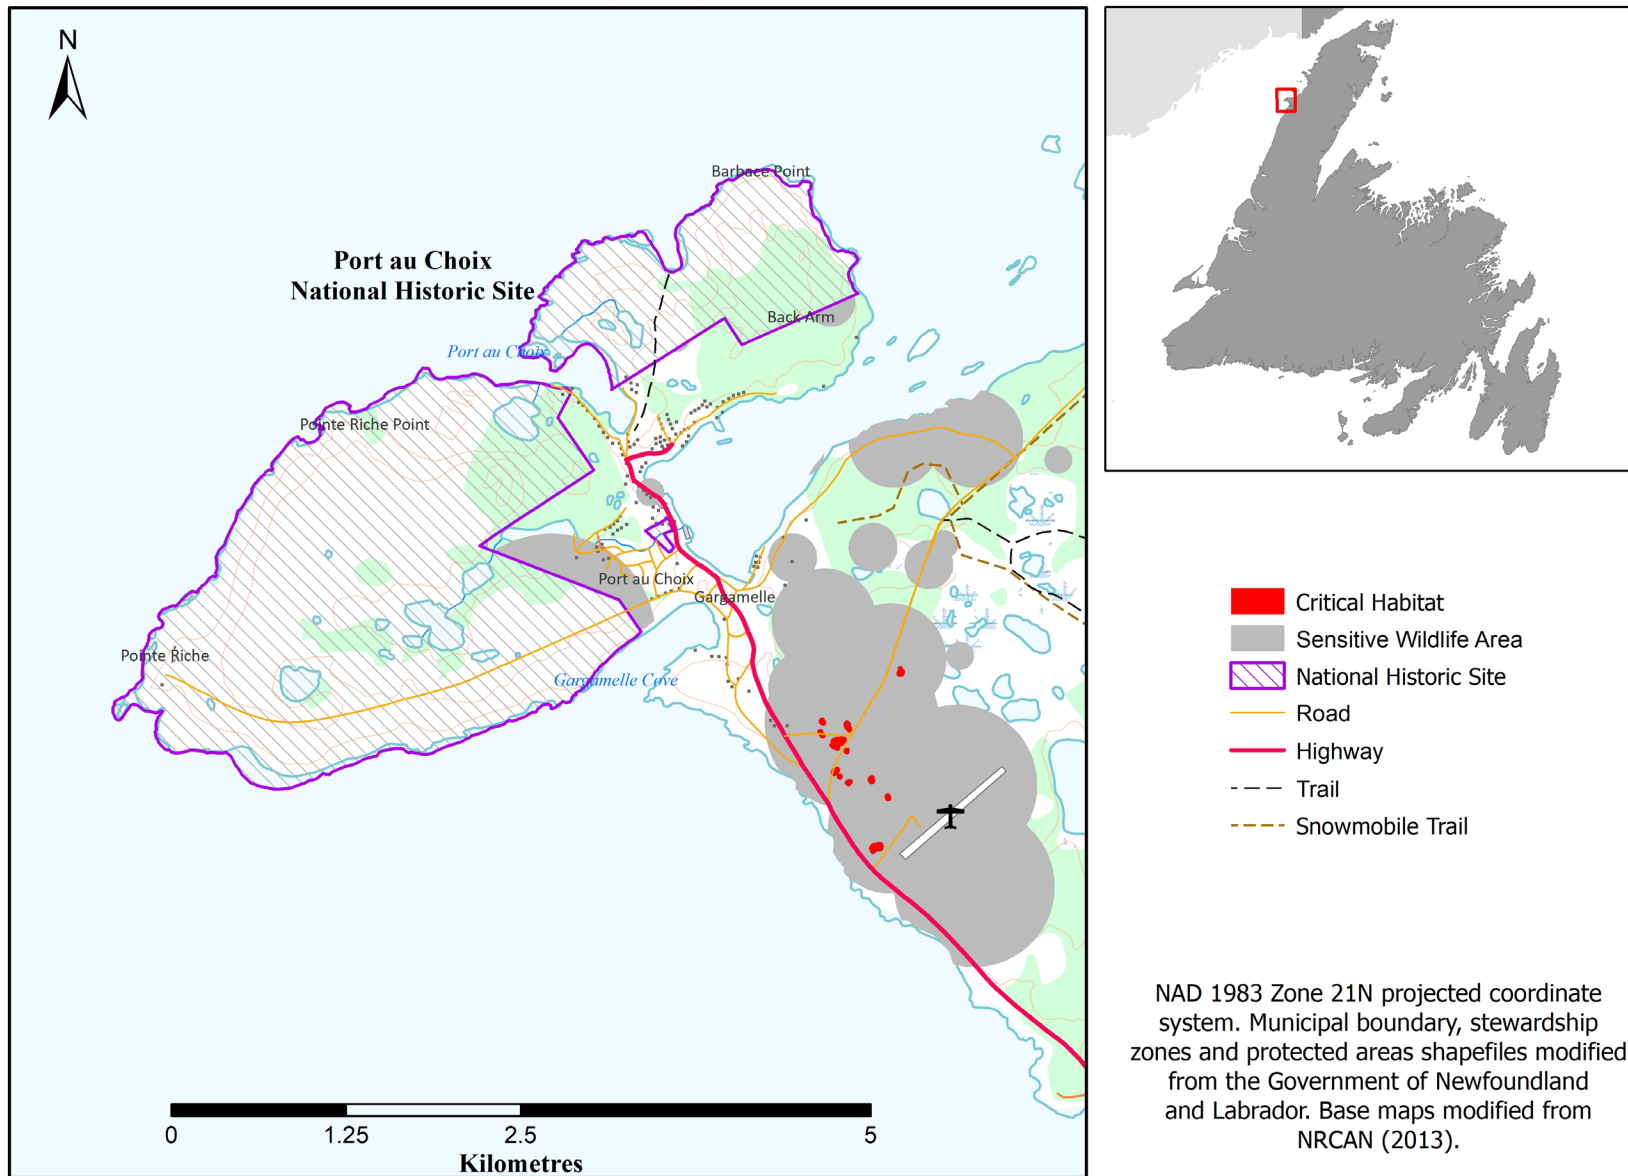 N
Barbace Point
Port au Choix
National Historic Site
Back Arm
Port au Choix
Pointe Riche Point
Port au Choix
Gargamelle
Pointe Riche
Gargamelle Cove
0
1.25
2.5
5
Kilometres
Critical Habitat
Sensitive Wildlife Area
National Historic Site
Road
Highway
Trail
Snowmobile Trail
NAD 1983 Zone 21N projected coordinate
system. Municipal boundary, stewardship
zones and protected areas shapefiles modified
from the Government of Newfoundland
and Labrador. Base maps modified from
NRCAN (2013).